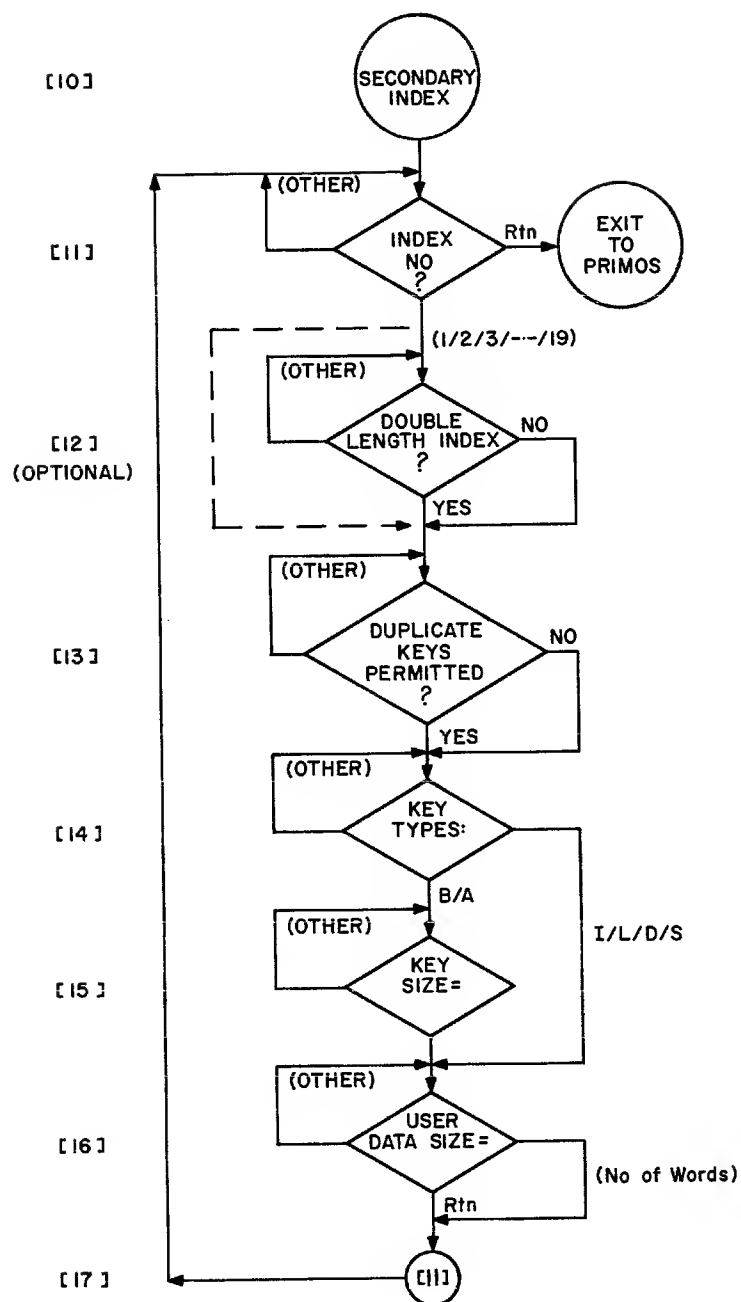 [10]
SECONDARY
INDEX
(OTHER)
[11]
INDEX
NO
?
Rtn
EXIT
TO
PRIMOS
(1/2/3/----/19)
(OTHER)
[12]
(OPTIONAL)
DOUBLE
LENGTH INDEX
?
NO
YES
(OTHER)
[13]
DUPLICATE
KEYS
PERMITTED
?
NO
YES
(OTHER)
[14]
KEY
TYPES:
B/A
I/L/D/S
(OTHER)
[15]
KEY
SIZE=
(OTHER)
[16]
USER
DATA SIZE=
(No of Words)
Rtn
[17]
[11]